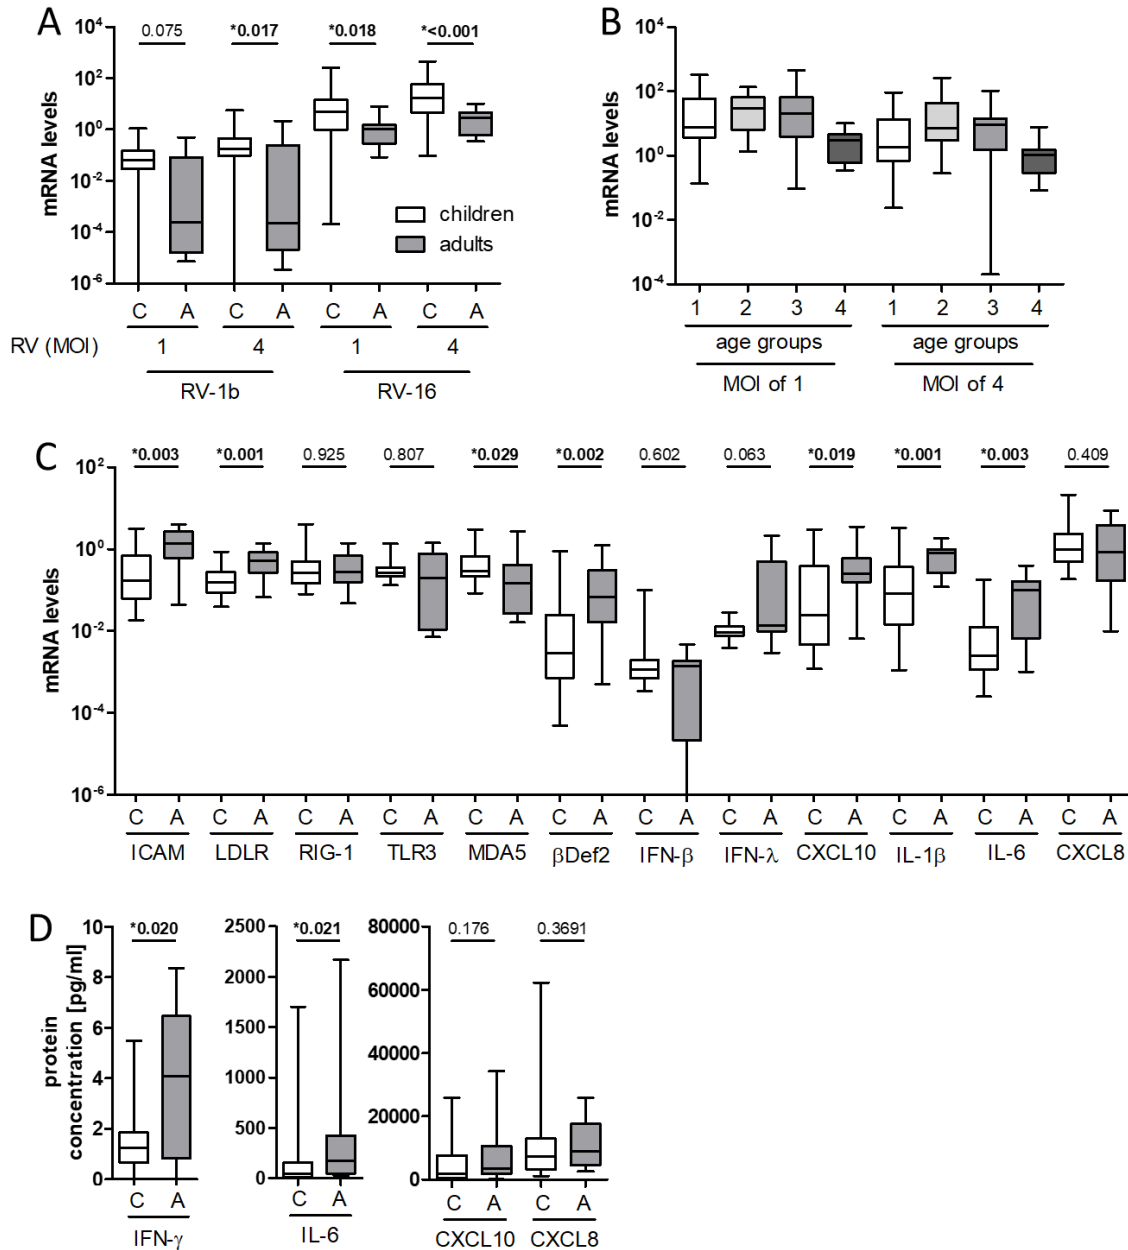 A
mRNA levels
10⁴
10²
10⁰
10⁻²
10⁻⁴
10⁻⁶
0.075 *0.017 *0.018 *<0.001
children
adults
C A C A C A C A
RV (MOI) 1 4 1 4
RV-1b RV-16
B
mRNA levels
10⁴
10²
10⁰
10⁻²
10⁻⁴
1 2 3 4 1 2 3 4
age groups age groups
MOI of 1 MOI of 4
C
mRNA levels
10²
10⁰
10⁻²
10⁻⁴
10⁻⁶
*0.003 *0.001 0.925 0.807 *0.029 *0.002 0.602 0.063 *0.019 *0.001 *0.003 0.409
C A C A C A C A C A C A C A C A C A C A C A C A
ICAM LDLR RIG-1 TLR3 MDA5 βDef2 IFN-β IFN-λ CXCL10 IL-1β IL-6 CXCL8
D
protein
concentration [pg/ml]
10
8
6
4
2
0
*0.020
C A
IFN-γ
2500
2000
1500
1000
500
0
*0.021
C A
IL-6
80000
60000
40000
20000
0
0.176 0.3691
C A C A
CXCL10 CXCL8